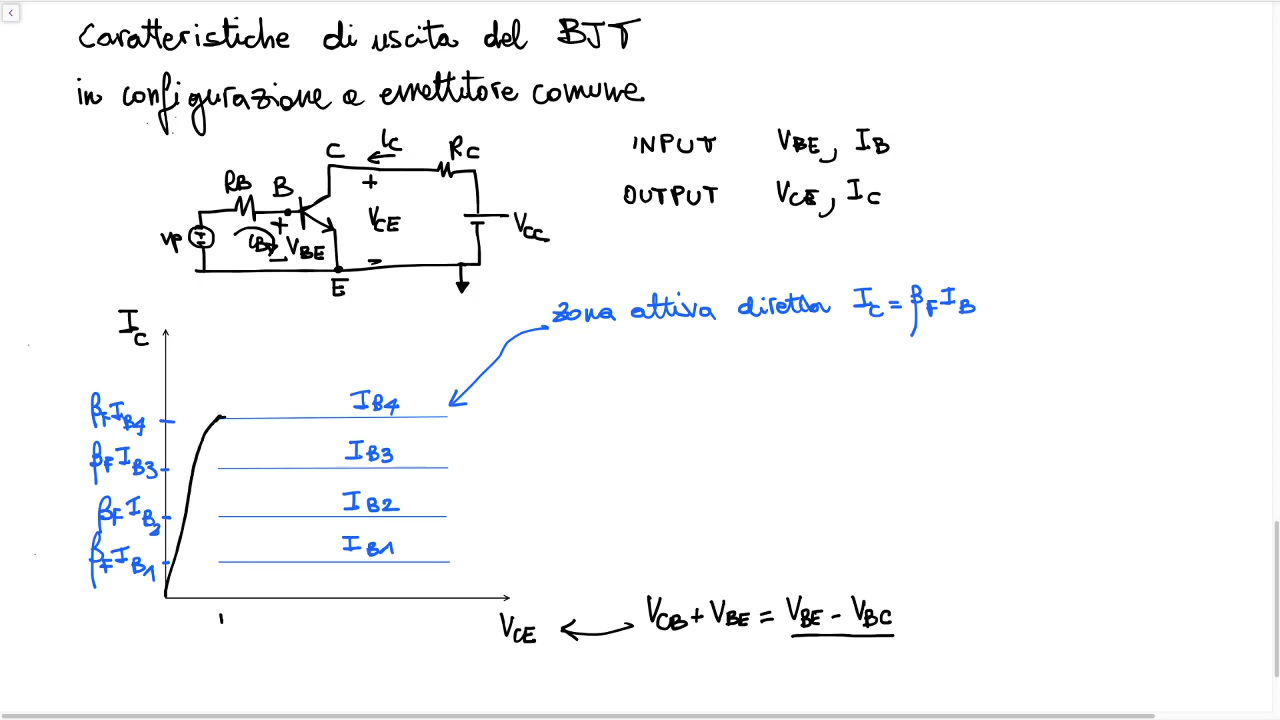 Caratteristiche di uscita del BJT
in configurazione a emettitore comune
INPUT VBE, IB
OUTPUT VCE, IC
C
iC
RC
RB
B
+
+
vp
iB
VBE
VCE
VCC
-
-
E
zona attiva diretta IC = βF IB
IC
βF IB4
IB4
βF IB3
IB3
βF IB2
IB2
βF IB1
IB1
VCE
VCB + VBE = VBE - VBC